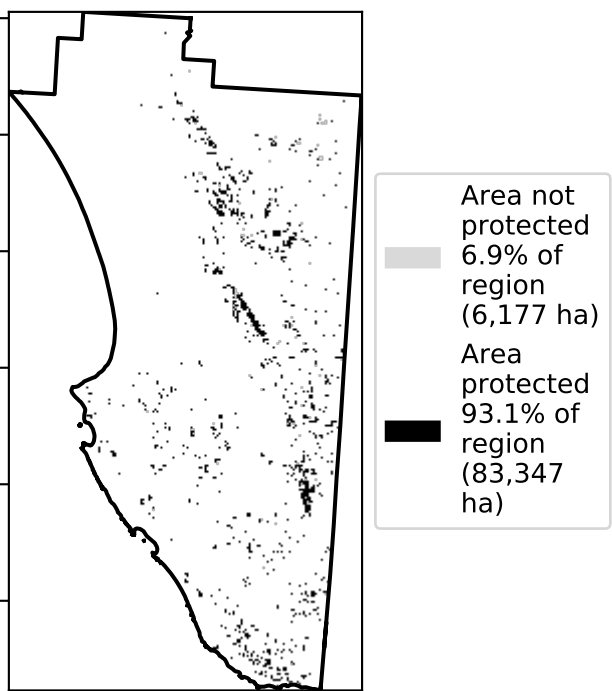 Area not
protected
6.9% of
region
(6,177 ha)
Area
protected
93.1% of
region
(83,347
ha)